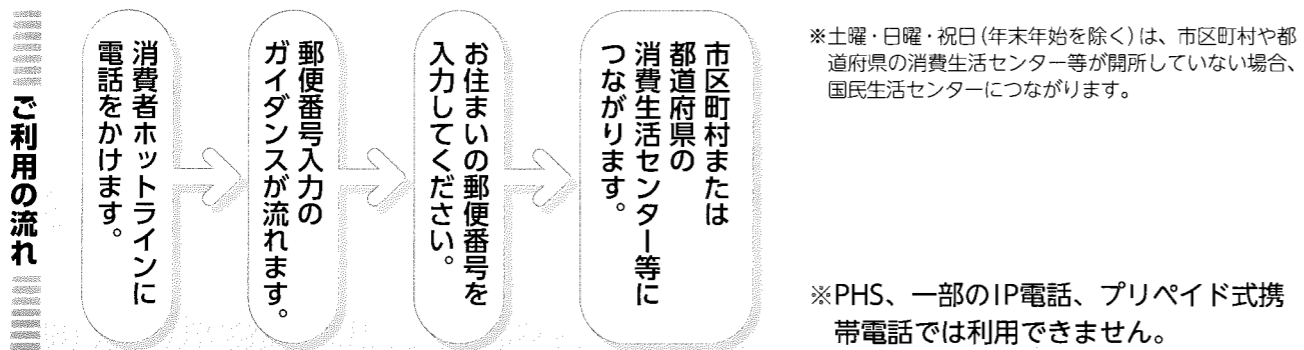 ご利用の流れ
消費者ホットラインに
電話をかけます。
郵便番号入力の
ガイダンスが流れます。
お住まいの郵便番号を
入力してください。
市区町村または
都道府県の
消費生活センター等に
つながります。
※土曜・日曜・祝日(年末年始を除く)は、市区町村や都
道府県の消費生活センター等が開所していない場合、
国民生活センターにつながります。
※PHS、一部のIP電話、プリペイド式携
帯電話では利用できません。